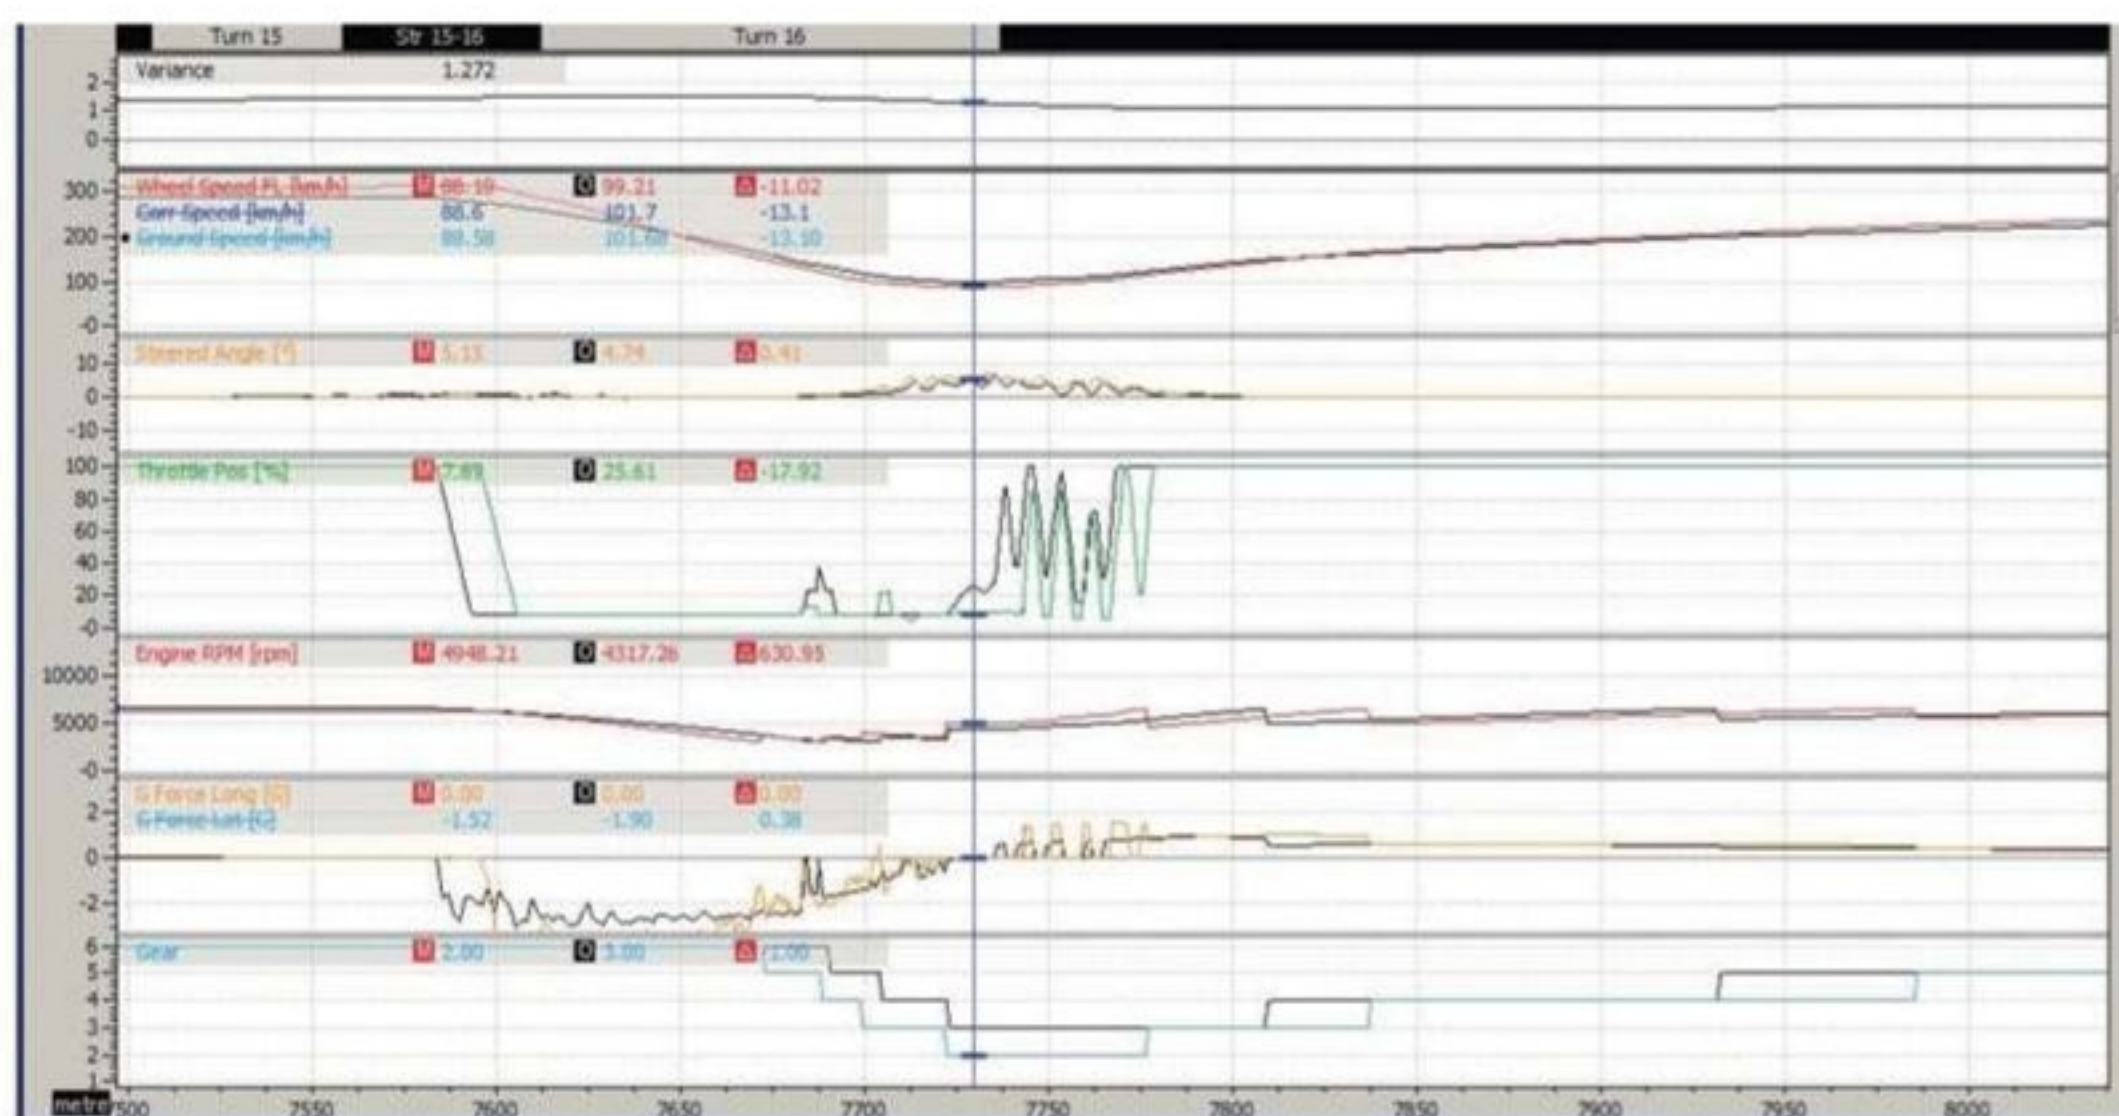 Turn 15 Str 15-16 Turn 16
Variance 1.272
2
1
0
Wheel Speed FL [km/h] M 88.19 O 99.21 Δ -11.02
Corr Speed [km/h] 88.6 101.7 -13.1
Ground Speed [km/h] 88.58 101.68 -13.10
300
200
100
-0
Steered Angle [°] M 5.15 O 4.74 Δ 0.41
10
0
-10
Throttle Pos [%] M 7.69 O 25.61 Δ -17.92
100
80
60
40
20
-0
Engine RPM [rpm] M 4948.21 O 4317.26 Δ 630.95
10000
5000
-0
G Force Long [G] M 0.00 O 0.00 Δ 0.00
G Force Lat [G] -1.52 -1.90 0.38
2
0
-2
Gear M 2.00 O 3.00 Δ -1.00
6
5
4
3
2
1
metre 7500 7550 7600 7650 7700 7750 7800 7850 7900 7950 8000